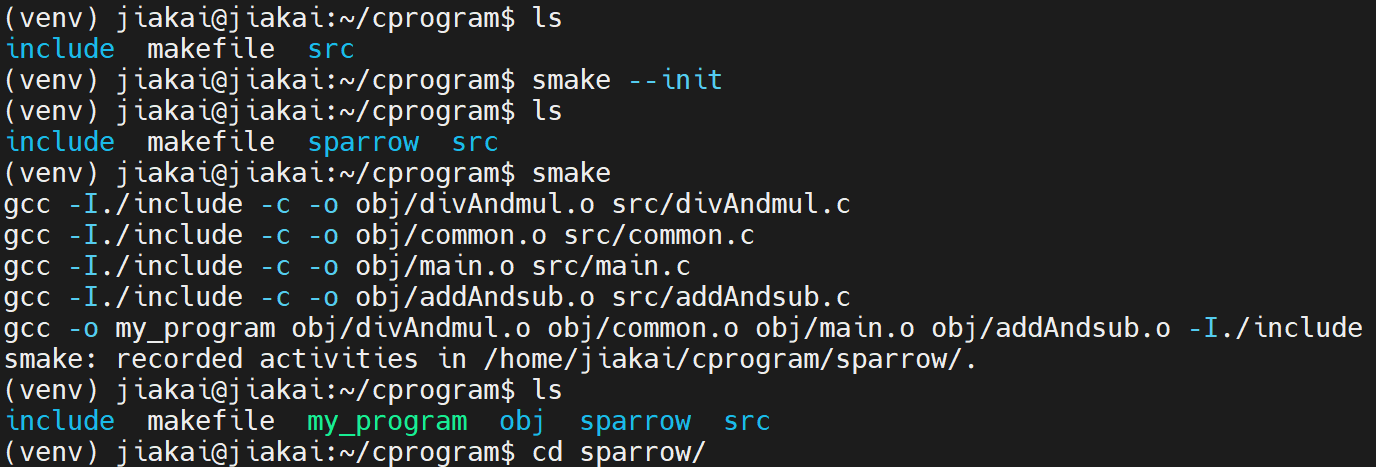 (venv) jiakai@jiakai:~/cprogram$ ls
include  makefile  src
(venv) jiakai@jiakai:~/cprogram$ smake --init
(venv) jiakai@jiakai:~/cprogram$ ls
include  makefile  sparrow  src
(venv) jiakai@jiakai:~/cprogram$ smake
gcc -I./include -c -o obj/divAndmul.o src/divAndmul.c
gcc -I./include -c -o obj/common.o src/common.c
gcc -I./include -c -o obj/main.o src/main.c
gcc -I./include -c -o obj/addAndsub.o src/addAndsub.c
gcc -o my_program obj/divAndmul.o obj/common.o obj/main.o obj/addAndsub.o -I./include
smake: recorded activities in /home/jiakai/cprogram/sparrow/.
(venv) jiakai@jiakai:~/cprogram$ ls
include  makefile  my_program  obj  sparrow  src
(venv) jiakai@jiakai:~/cprogram$ cd sparrow/